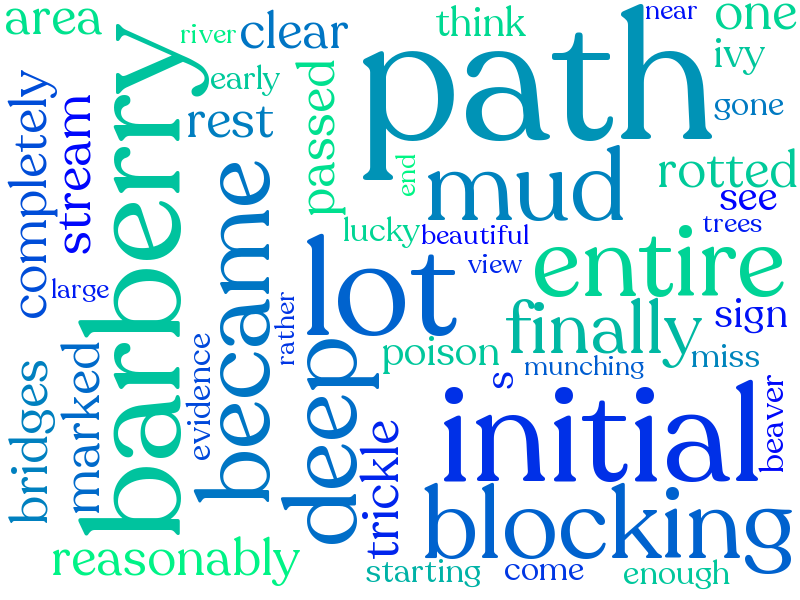 area
river
clear
think
near
one
ivy
path
early
gone
rest
passed
completely
stream
barberry
end
mud
rotted
see
trees
became
lucky
beautiful
view
entire
large
lot
sign
finally
rather
evidence
poison
miss
munching
marked
bridges
deep
s
initial
beaver
trickle
blocking
reasonably
starting
come
enough